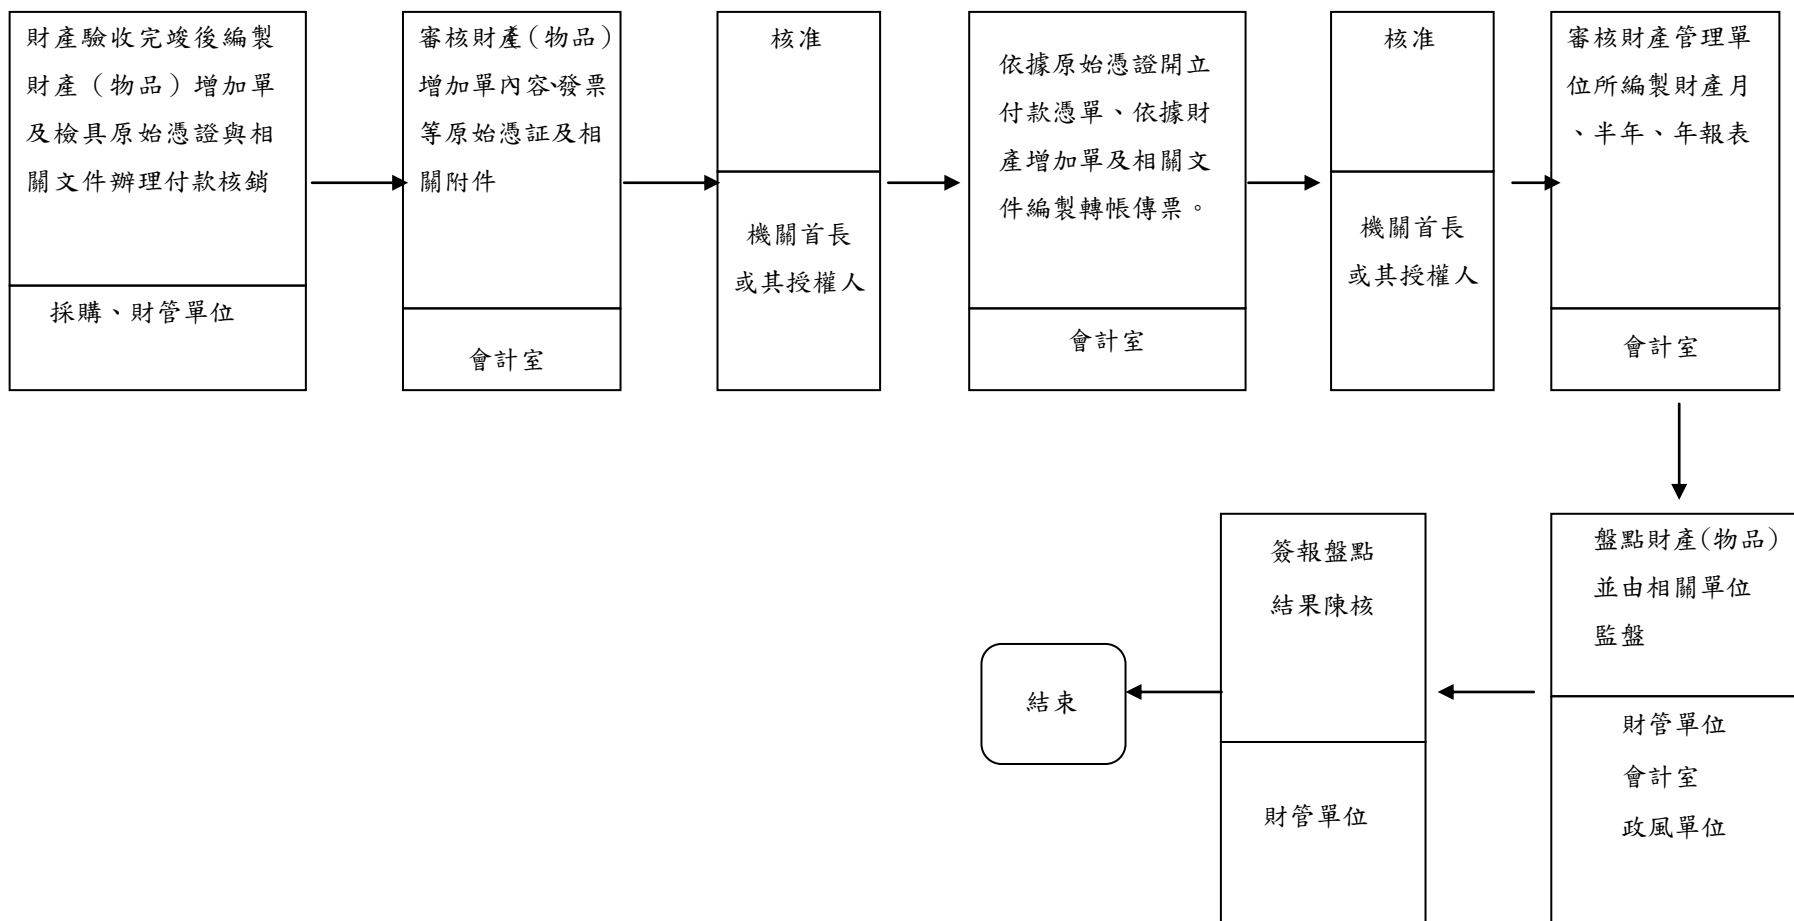 財產驗收完竣後編製
財產（物品）增加單
及檢具原始憑證與相
關文件辦理付款核銷
採購、財管單位
審核財產（物品）
增加單內容、發票
等原始憑証及相
關附件
會計室
核准
機關首長
或其授權人
依據原始憑證開立
付款憑單、依據財
產增加單及相關文
件編製轉帳傳票。
會計室
核准
機關首長
或其授權人
審核財產管理單
位所編製財產月
、半年、年報表
會計室
盤點財產(物品)
並由相關單位
監盤
財管單位
會計室
政風單位
簽報盤點
結果陳核
財管單位
結束